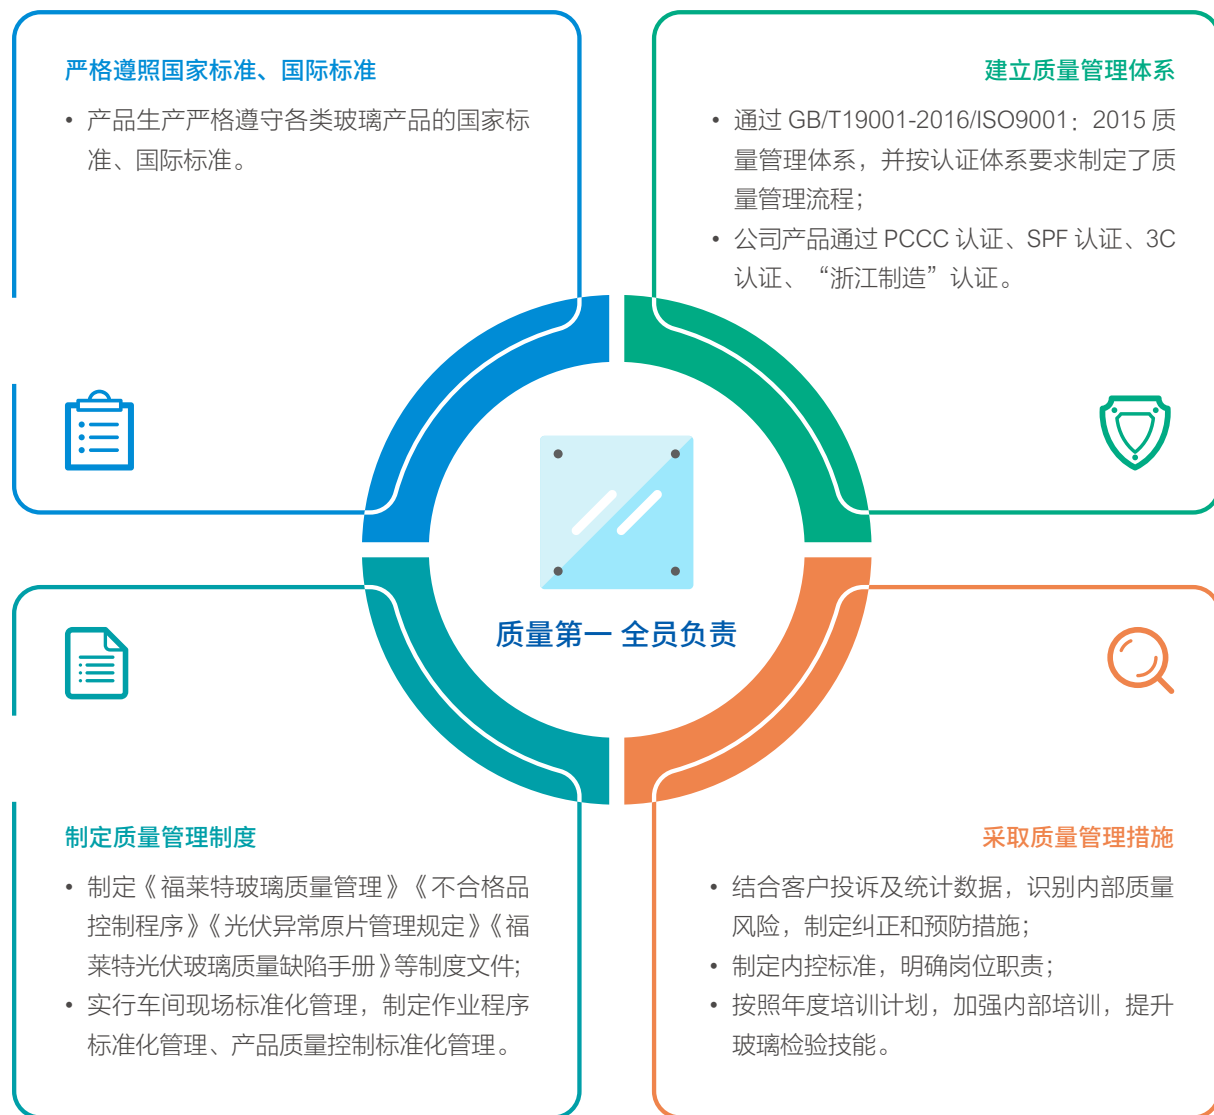 严格遵照国家标准、国际标准
• 产品生产严格遵守各类玻璃产品的国家标
准、国际标准。
建立质量管理体系
• 通过 GB/T19001-2016/ISO9001：2015 质
量管理体系，并按认证体系要求制定了质
量管理流程；
• 公司产品通过 PCCC 认证、SPF 认证、3C
认证、“浙江制造”认证。
质量第一 全员负责
制定质量管理制度
• 制定《福莱特玻璃质量管理》《不合格品
控制程序》《光伏异常原片管理规定》《福
莱特光伏玻璃质量缺陷手册》等制度文件；
• 实行车间现场标准化管理，制定作业程序
标准化管理、产品质量控制标准化管理。
采取质量管理措施
• 结合客户投诉及统计数据，识别内部质量
风险，制定纠正和预防措施；
• 制定内控标准，明确岗位职责；
• 按照年度培训计划，加强内部培训，提升
玻璃检验技能。